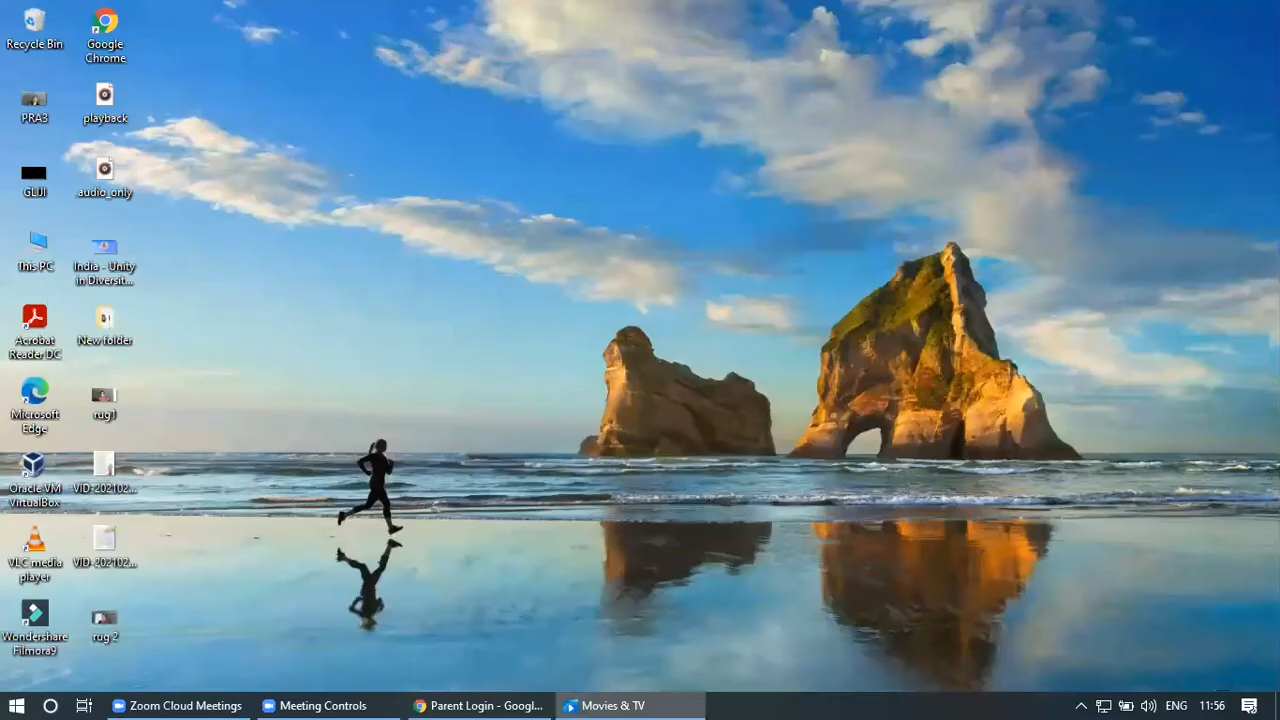 Recycle Bin
Google
Chrome
PRA3
playback
GLUI
audio_only
This PC
India - Unity
in Diversit...
Acrobat
Reader DC
New folder
Microsoft
Edge
rug1
Oracle VM
VirtualBox
VID-202102...
VLC media
player
VID-202102...
Wondershare
Filmora9
rug 2
Zoom Cloud Meetings
Meeting Controls
Parent Login - Googl...
Movies & TV
ENG
11:56